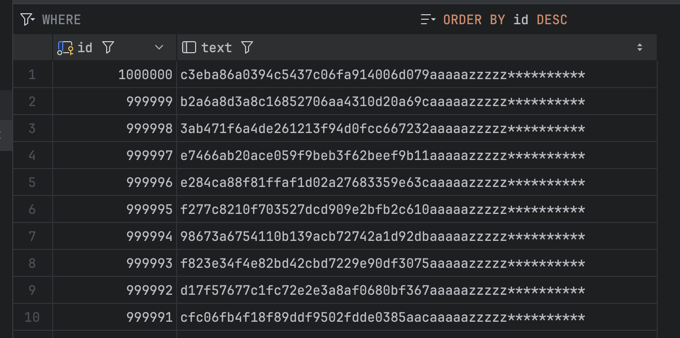 WHERE ORDER BY id DESC
id text
1 1000000 c3eba86a0394c5437c06fa914006d079aaaaazzzzz**********
2 999999 b2a6a8d3a8c16852706aa4310d20a69caaaaazzzzz**********
3 999998 3ab471f6a4de261213f94d0fcc667232aaaaazzzzz**********
4 999997 e7466ab20ace059f9beb3f62beef9b11aaaaazzzzz**********
5 999996 e284ca88f81ffaf1d02a27683359e63caaaaazzzzz**********
6 999995 f277c8210f703527dcd909e2bfb2c610aaaaazzzzz**********
7 999994 98673a6754110b139acb72742a1d92dbaaaaazzzzz**********
8 999993 f823e34f4e82bd42cbd7229e90df3075aaaaazzzzz**********
9 999992 d17f57677c1fc72e2e3a8af0680bf367aaaaazzzzz**********
10 999991 cfc06fb4f18f89ddf9502fdde0385aacaaaaazzzzz**********